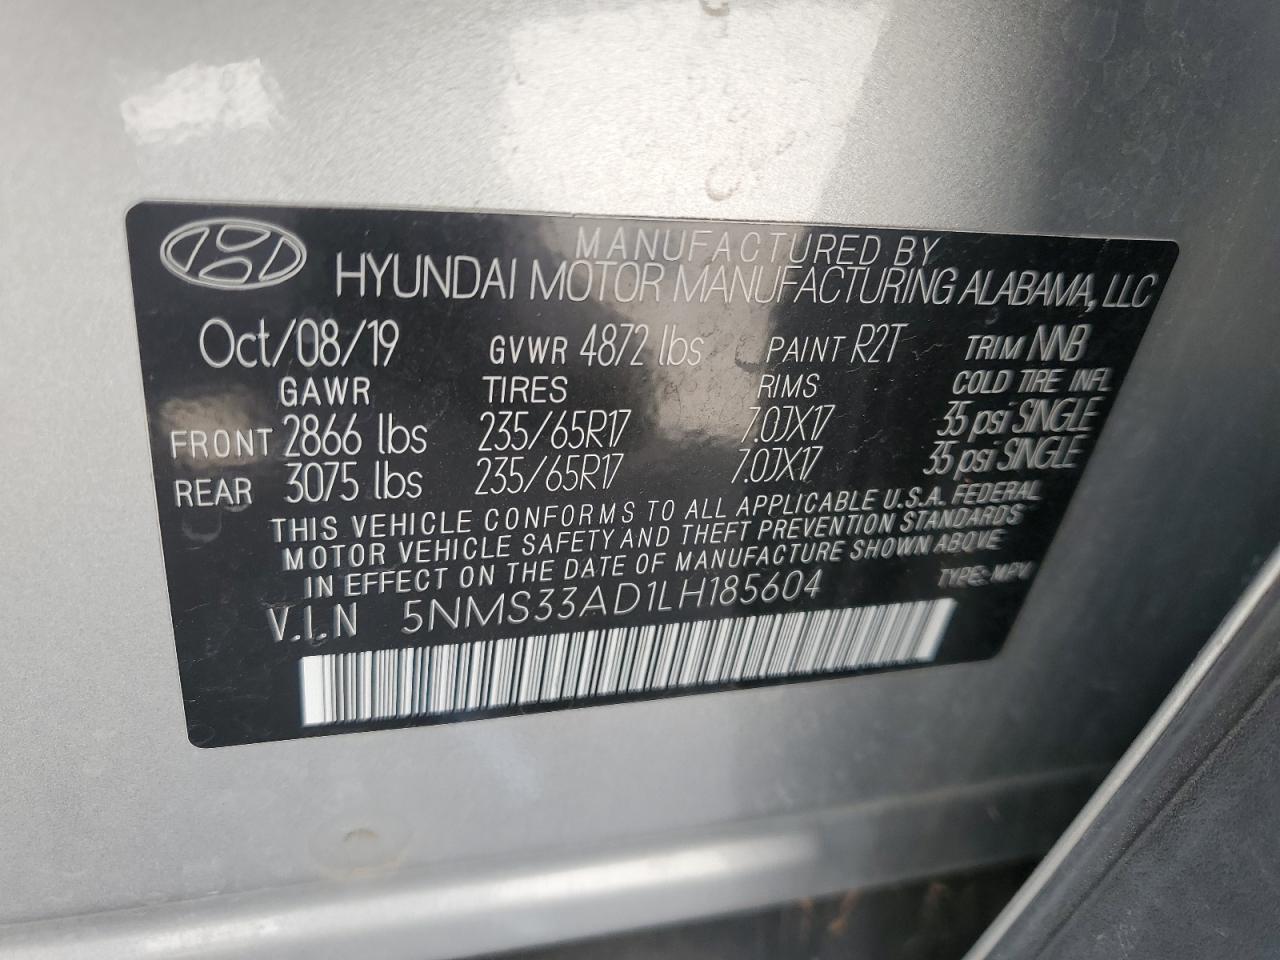 MANUFACTURED BY
HYUNDAI MOTOR MANUFACTURING ALABAMA, LLC
Oct/08/19 GVWR 4872 lbs PAINT R2T TRIM NNB
GAWR TIRES RIMS COLD TIRE INFL
FRONT 2866 lbs 235/65R17 7.0JX17 35 psi SINGLE
REAR 3075 lbs 235/65R17 7.0JX17 35 psi SINGLE
THIS VEHICLE CONFORMS TO ALL APPLICABLE U.S.A. FEDERAL
MOTOR VEHICLE SAFETY AND THEFT PREVENTION STANDARDS
IN EFFECT ON THE DATE OF MANUFACTURE SHOWN ABOVE
V.I.N 5NMS33AD1LH185604 TYPE: MPV